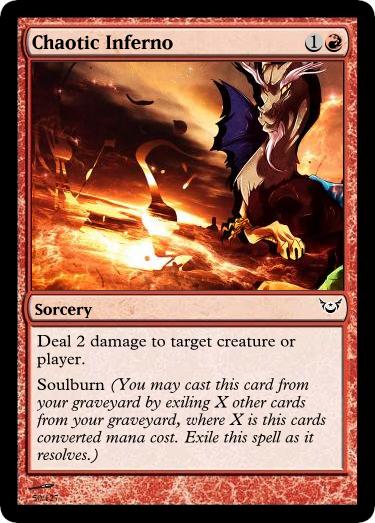 Chaotic Inferno 1
Sorcery
Deal 2 damage to target creature or
player.
Soulburn (You may cast this card from
your graveyard by exiling X other cards
from your graveyard, where X is this cards
converted mana cost. Exile this spell as it
resolves.)